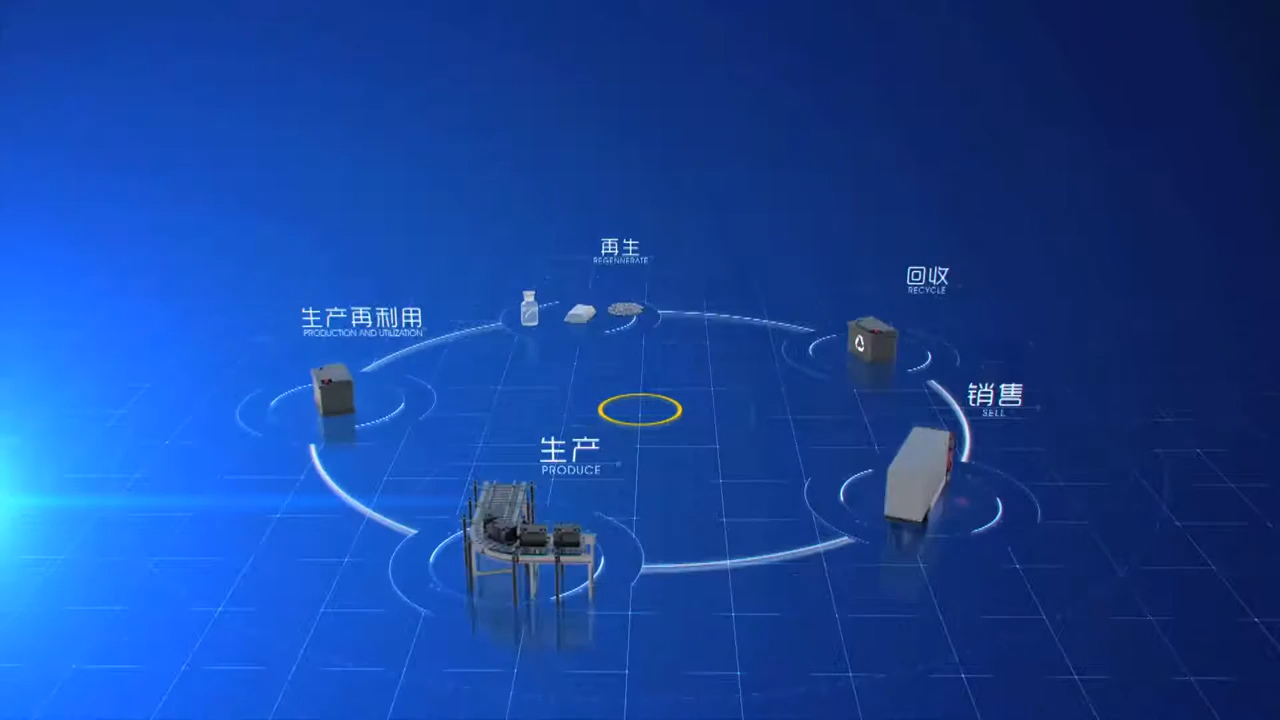 再生
REGENNERATE
回收
RECYCLE
生产再利用
PRODUCTION AND UTILIZATION
销售
SELL
生产
PRODUCE